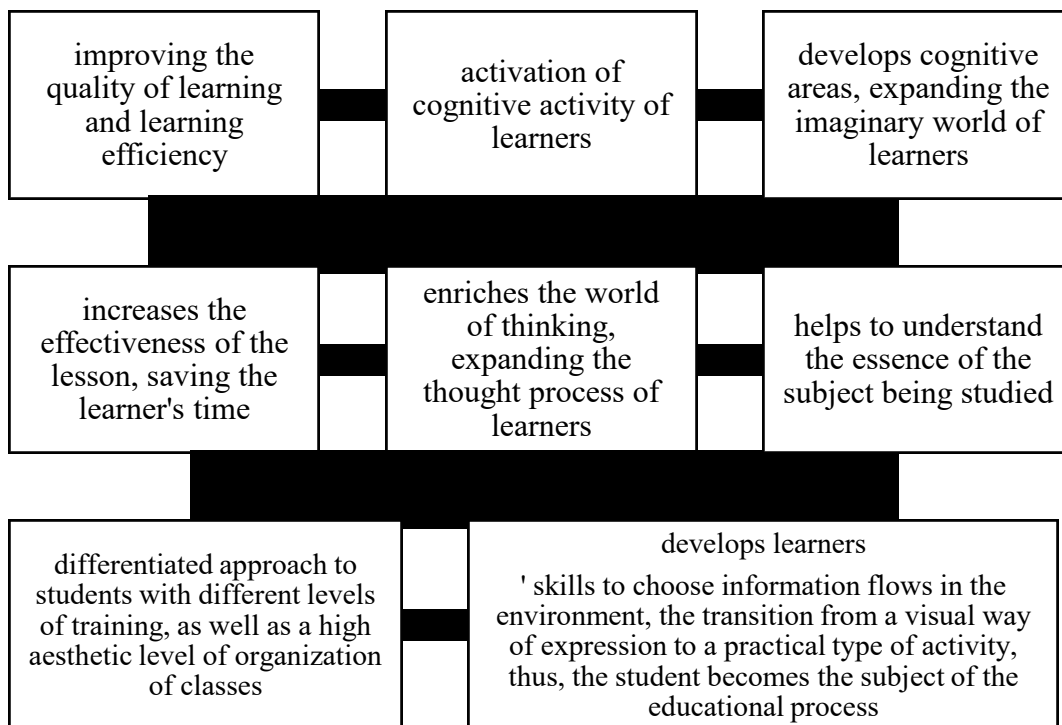 improving the
quality of learning
and learning
efficiency
activation of
cognitive activity of
learners
develops cognitive
areas, expanding the
imaginary world of
learners
increases the
effectiveness of the
lesson, saving the
learner's time
enriches the world
of thinking,
expanding the
thought process of
learners
helps to understand
the essence of the
subject being studied
differentiated approach to
students with different levels
of training, as well as a high
aesthetic level of organization
of classes
develops learners
' skills to choose information flows in the
environment, the transition from a visual way
of expression to a practical type of activity,
thus, the student becomes the subject of the
educational process